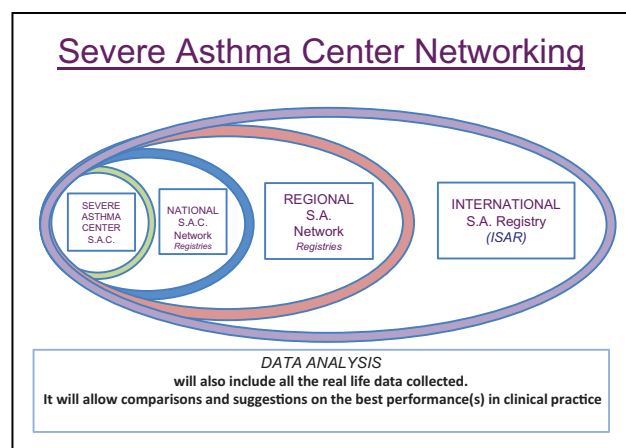 Severe Asthma Center Networking
SEVERE
ASTHMA
CENTER
S.A.C.
NATIONAL
S.A.C.
Network
Registries
REGIONAL
S.A.
Network
Registries
INTERNATIONAL
S.A. Registry
(ISAR)
DATA ANALYSIS
will also include all the real life data collected.
It will allow comparisons and suggestions on the best performance(s) in clinical practice